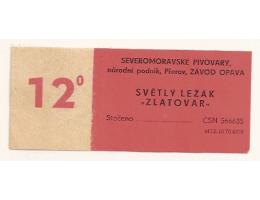 SEVEROMORAVSKÉ PIVOVARY,
národní podnik, Přerov, ZÁVOD OPAVA
12°
SVĚTLÝ LEŽÁK
„ZLATOVAR“
Stočeno
ČSN 566635